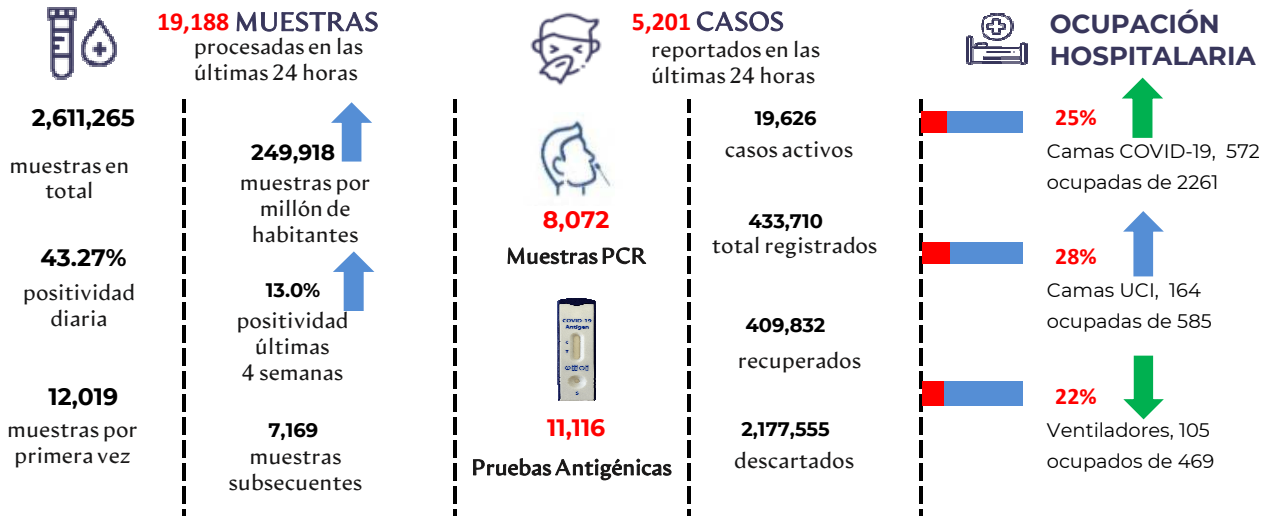 19,188 MUESTRAS
procesadas en las
últimas 24 horas
2,611,265
muestras en
total
43.27%
positividad
diaria
12,019
muestras por
primera vez
249,918
muestras por
millón de
habitantes
13.0%
positividad
últimas
4 semanas
7,169
muestras
subsecuentes
5,201 CASOS
reportados en las
últimas 24 horas
8,072
Muestras PCR
COVID-19
Antigen
C
T
S
11,116
Pruebas Antigénicas
19,626
casos activos
433,710
total registrados
409,832
recuperados
2,177,555
descartados
OCUPACIÓN
HOSPITALARIA
25%
Camas COVID-19, 572
ocupadas de 2261
28%
Camas UCI, 164
ocupadas de 585
22%
Ventiladores, 105
ocupados de 469